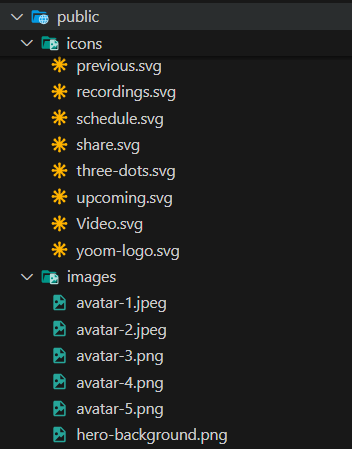 public
icons
previous.svg
recordings.svg
schedule.svg
share.svg
three-dots.svg
upcoming.svg
Video.svg
yoom-logo.svg
images
avatar-1.jpeg
avatar-2.jpeg
avatar-3.png
avatar-4.png
avatar-5.png
hero-background.png